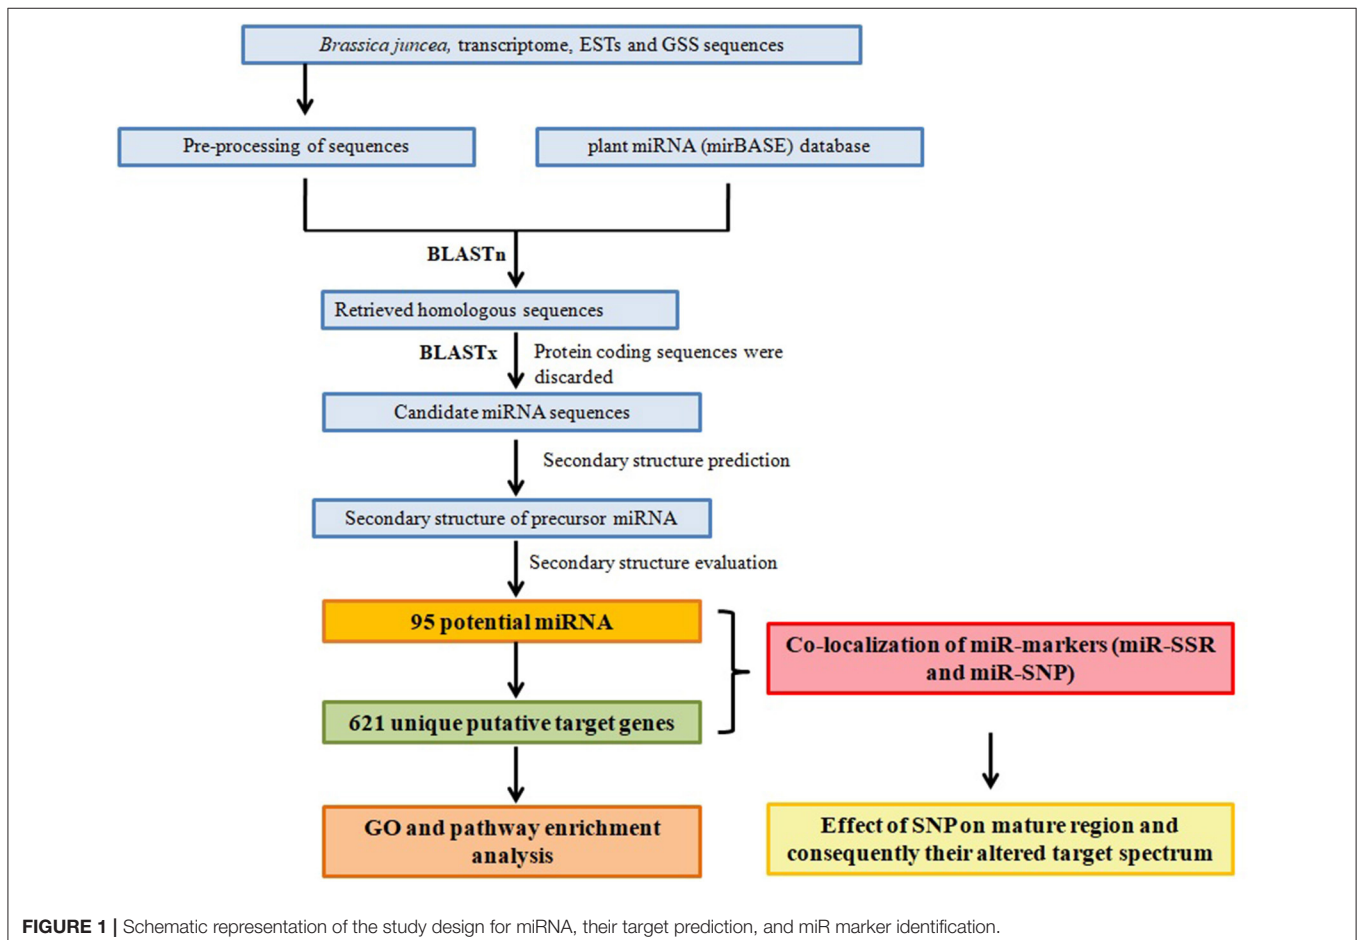 Brassica juncea, transcriptome, ESTs and GSS sequences
Pre-processing of sequences
plant miRNA (mirBASE) database
BLASTn
Retrieved homologous sequences
BLASTx
Protein coding sequences were
discarded
Candidate miRNA sequences
Secondary structure prediction
Secondary structure of precursor miRNA
Secondary structure evaluation
95 potential miRNA
621 unique putative target genes
Co-localization of miR-markers (miR-SSR
and miR-SNP)
GO and pathway enrichment
analysis
Effect of SNP on mature region and
consequently their altered target spectrum
FIGURE 1 | Schematic representation of the study design for miRNA, their target prediction, and miR marker identification.